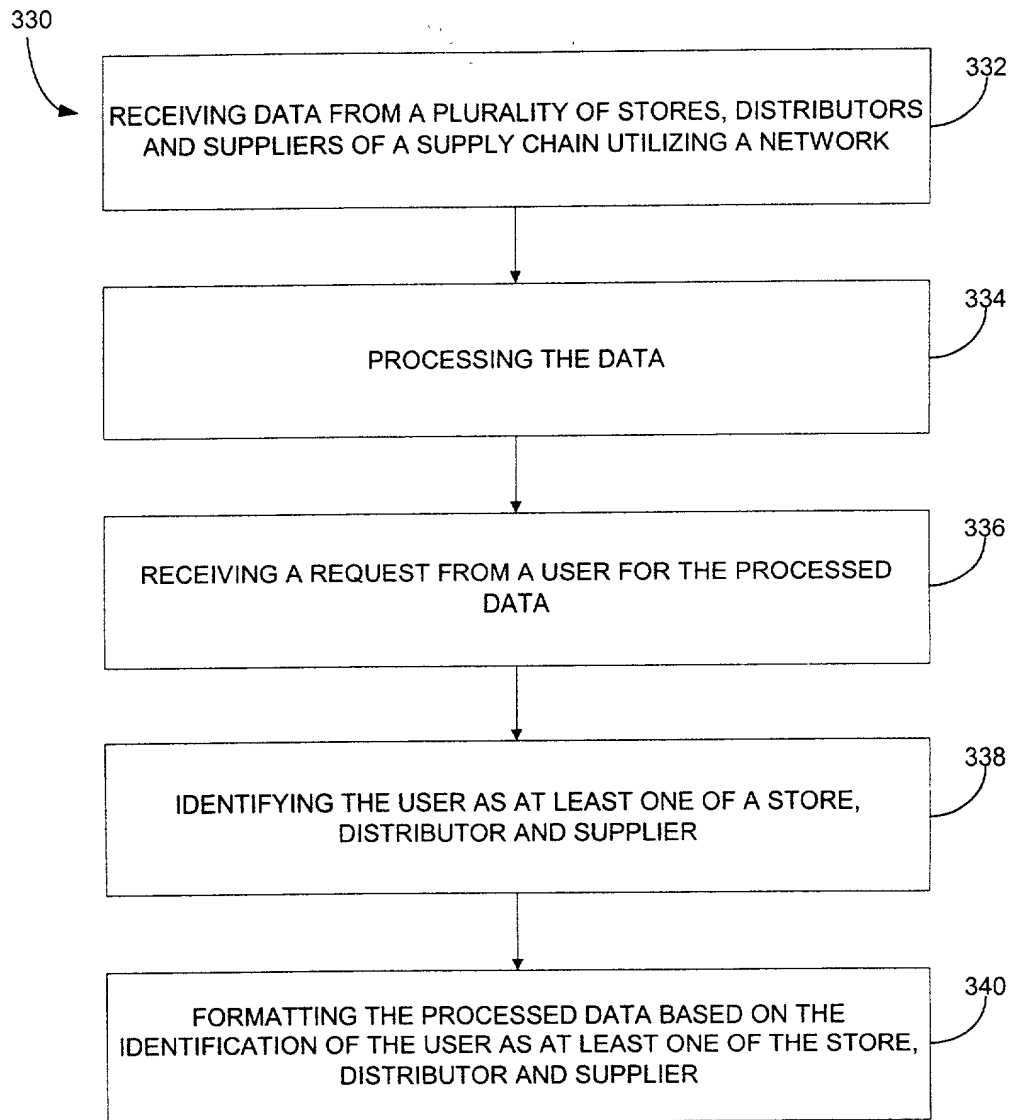 330
332
RECEIVING DATA FROM A PLURALITY OF STORES, DISTRIBUTORS
AND SUPPLIERS OF A SUPPLY CHAIN UTILIZING A NETWORK
334
PROCESSING THE DATA
336
RECEIVING A REQUEST FROM A USER FOR THE PROCESSED
DATA
338
IDENTIFYING THE USER AS AT LEAST ONE OF A STORE,
DISTRIBUTOR AND SUPPLIER
340
FORMATTING THE PROCESSED DATA BASED ON THE
IDENTIFICATION OF THE USER AS AT LEAST ONE OF THE STORE,
DISTRIBUTOR AND SUPPLIER